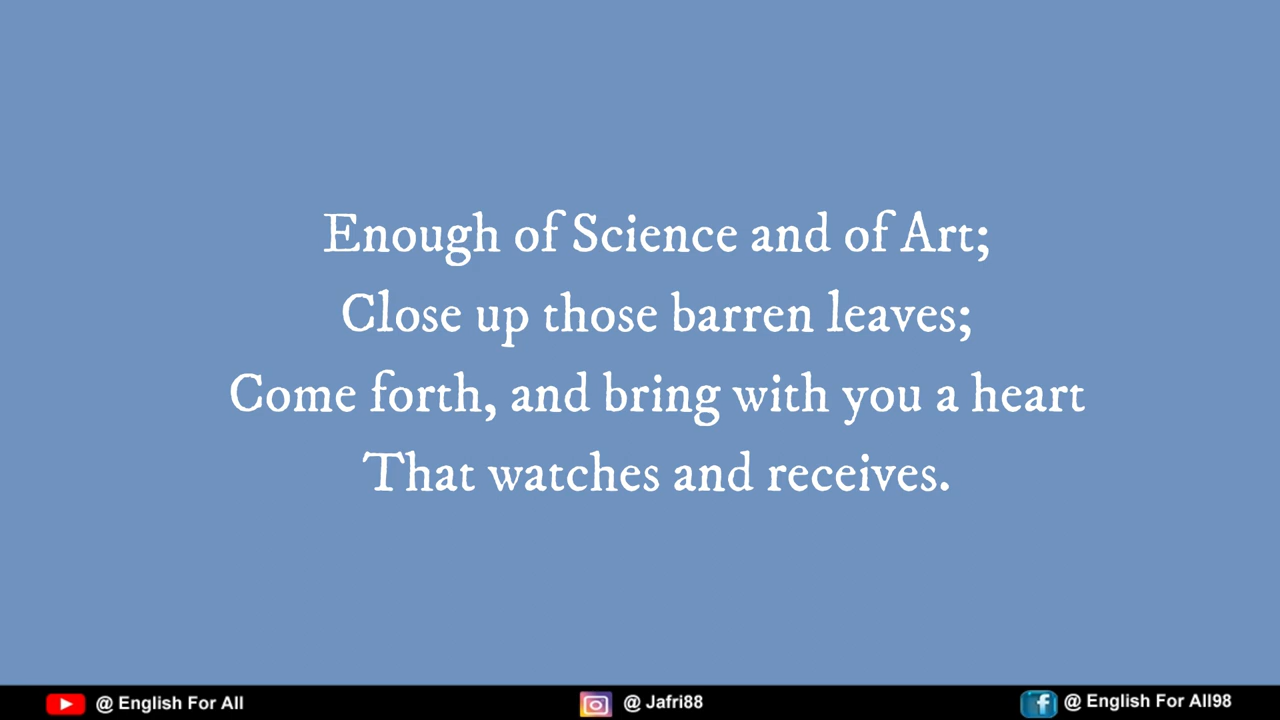 Enough of Science and of Art;
Close up those barren leaves;
Come forth, and bring with you a heart
That watches and receives.
@ English For All
@ Jafri88
@ English For All98